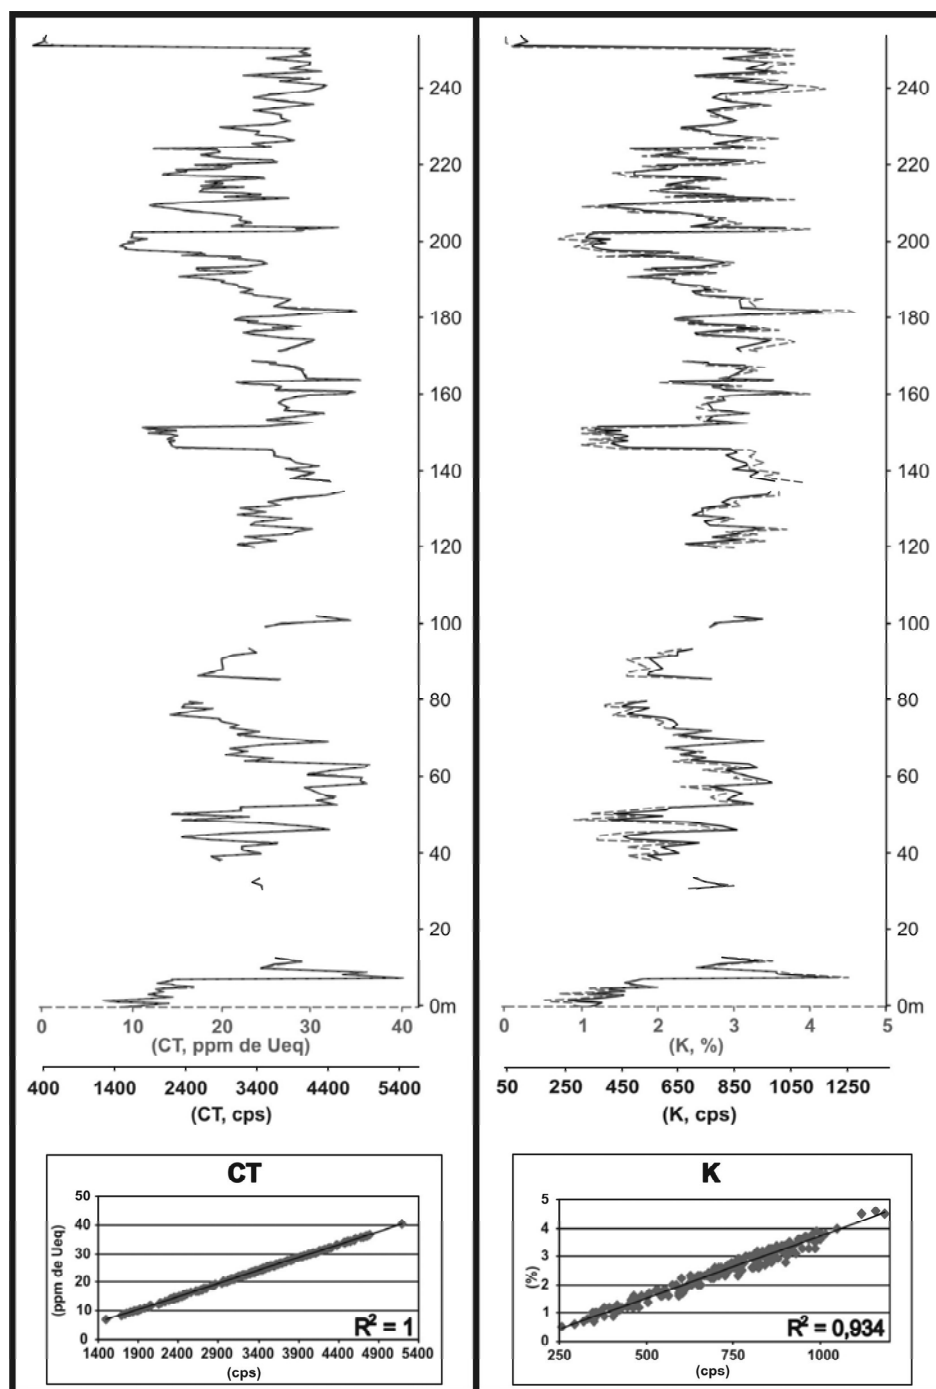 240
220
200
180
160
140
120
100
80
60
40
20
0m
0 10 20 30 40
(CT, ppm de Ueq)
400 1400 2400 3400 4400 5400
(CT, cps)
240
220
200
180
160
140
120
100
80
60
40
20
0m
0 1 2 3 4 5
(K, %)
50 250 450 650 850 1050 1250
(K, cps)
CT
(ppm de Ueq)
50
40
30
20
10
0
R² = 1
1400 1900 2400 2900 3400 3900 4400 4900 5400
(cps)
K
(%)
5
4
3
2
1
0
R² = 0,934
250 500 750 1000
(cps)